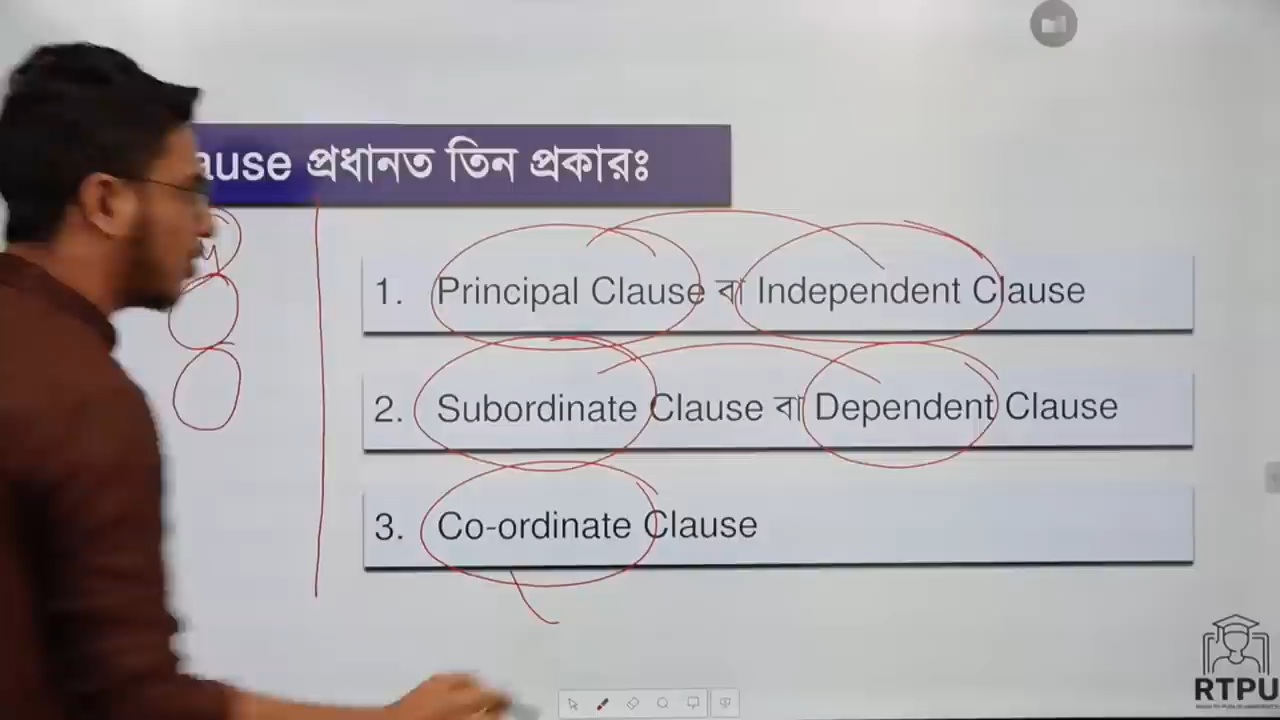 ause প্রধানত তিন প্রকারঃ
1. Principal Clause বা Independent Clause
2. Subordinate Clause বা Dependent Clause
3. Co-ordinate Clause
RTPU